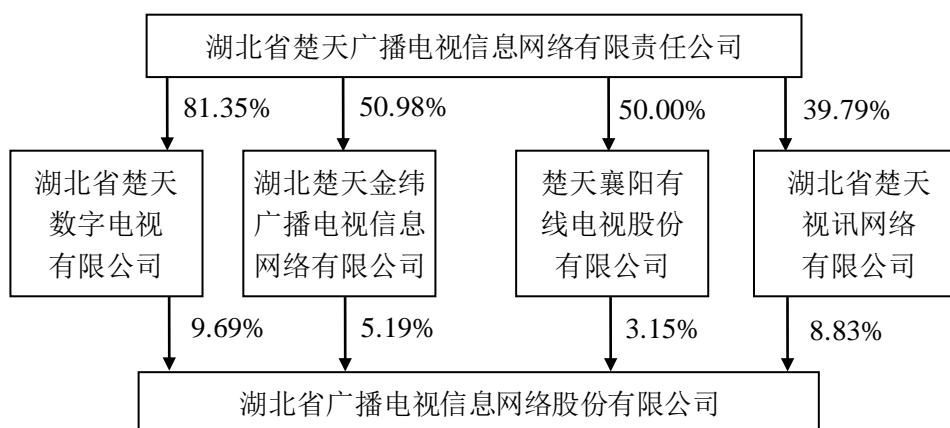 湖北省楚天广播电视信息网络有限责任公司
81.35%
50.98%
50.00%
39.79%
湖北省楚天
数字电视
有限公司
湖北楚天金纬
广播电视信息
网络有限公司
楚天襄阳有
线电视股份
有限公司
湖北省楚天
视讯网络
有限公司
9.69%
5.19%
3.15%
8.83%
湖北省广播电视信息网络股份有限公司